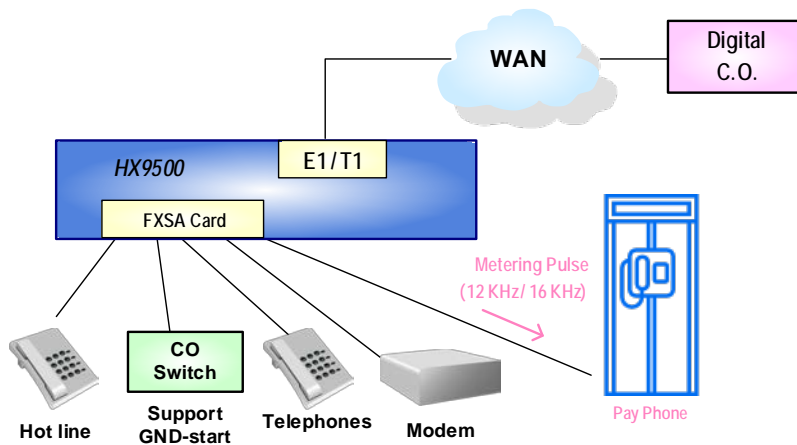 WAN
Digital
C.O.
HX9500
E1/T1
FXSA Card
Metering Pulse
(12 KHz/ 16 KHz)
CO
Switch
Hot line
Support
GND-start
Telephones
Modem
Pay Phone